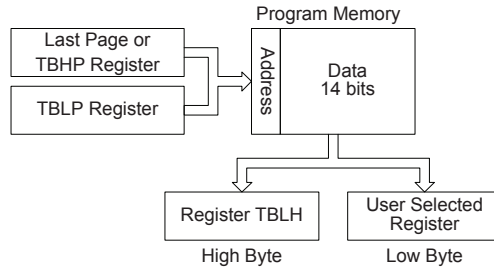 Program Memory
Last Page or
TBHP Register
TBLP Register
Address
Data
14 bits
Register TBLH
User Selected
Register
High Byte
Low Byte